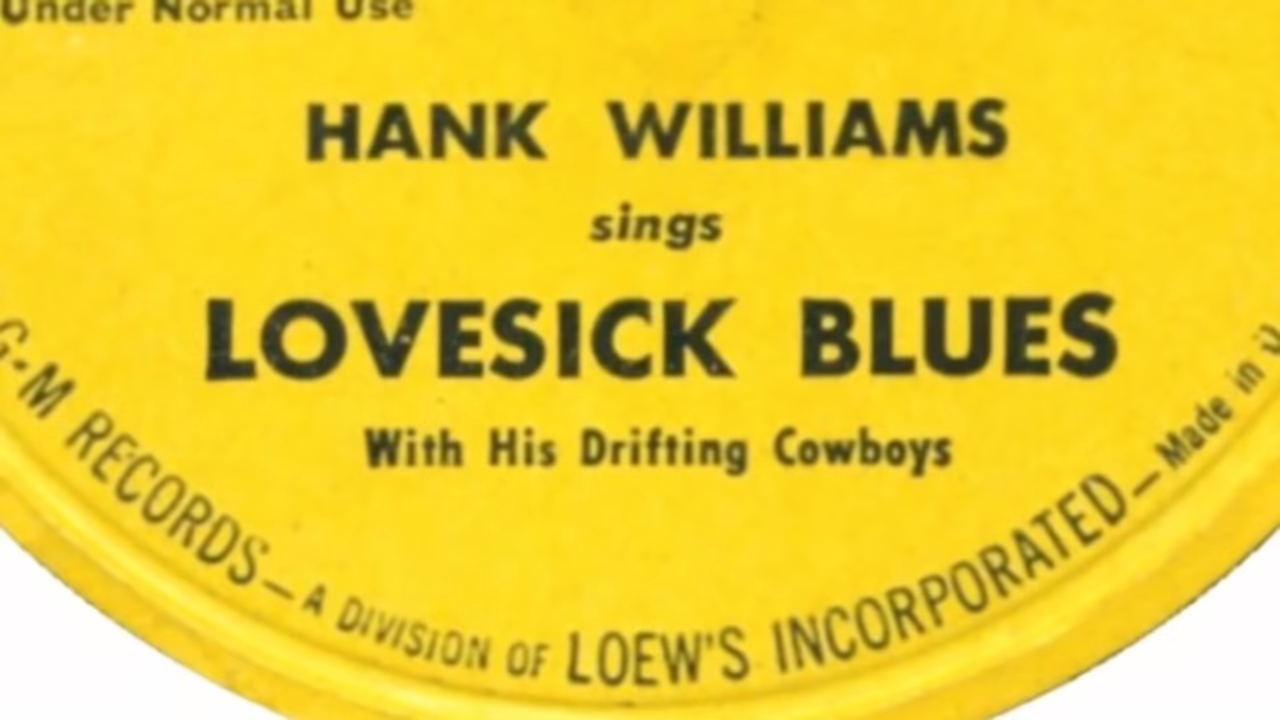 Under Normal Use
HANK WILLIAMS
sings
LOVESICK BLUES
With His Drifting Cowboys
G-M RECORDS—A DIVISION OF LOEW'S INCORPORATED—Made in